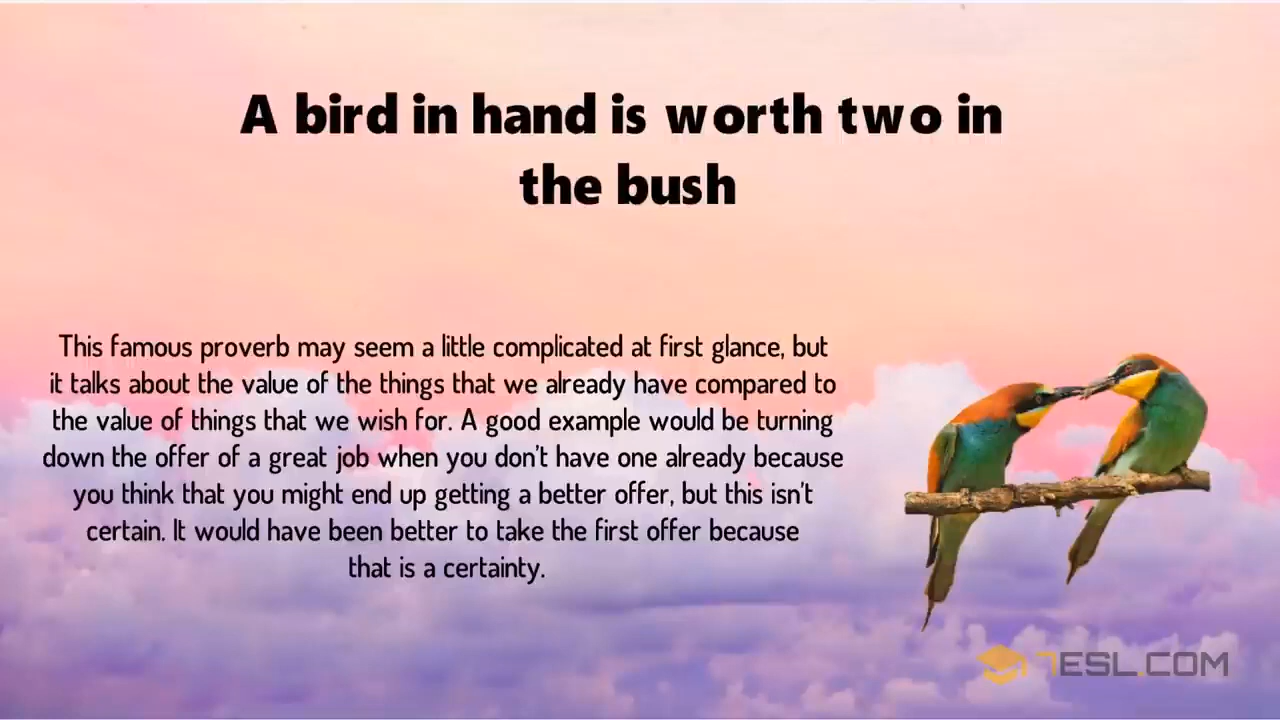 A bird in hand is worth two in
the bush
This famous proverb may seem a little complicated at first glance, but
it talks about the value of the things that we already have compared to
the value of things that we wish for. A good example would be turning
down the offer of a great job when you don't have one already because
you think that you might end up getting a better offer, but this isn't
certain. It would have been better to take the first offer because
that is a certainty.
7ESL.COM